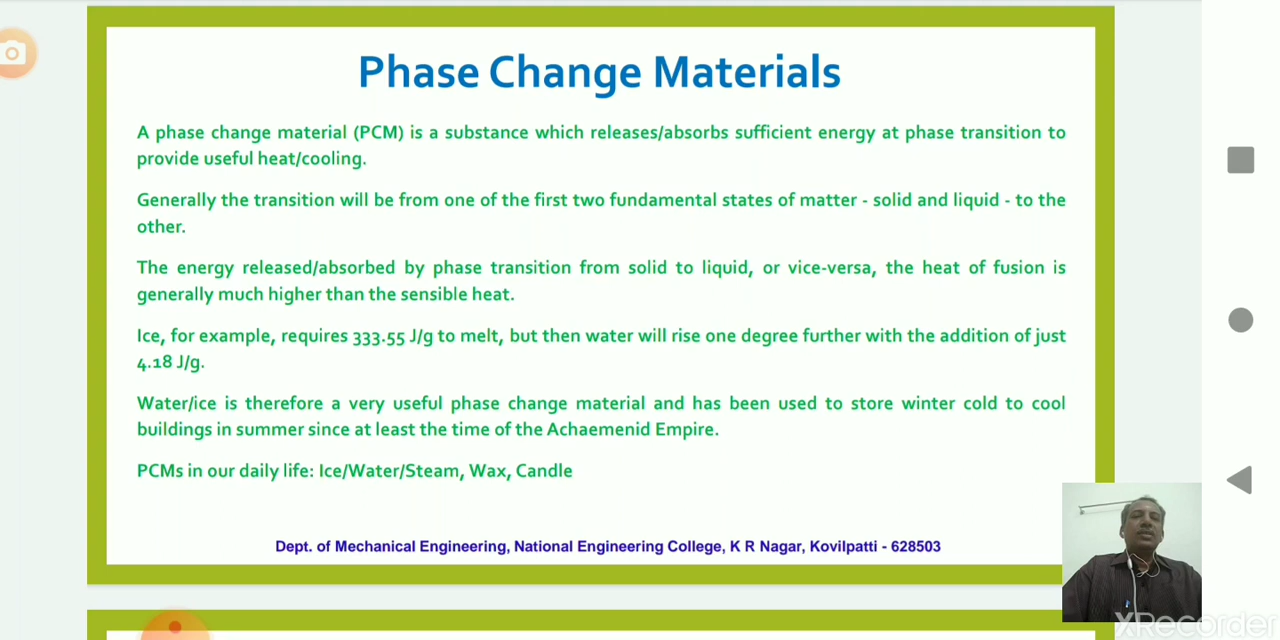 Phase Change Materials
A phase change material (PCM) is a substance which releases/absorbs sufficient energy at phase transition to
provide useful heat/cooling.
Generally the transition will be from one of the first two fundamental states of matter - solid and liquid - to the
other.
The energy released/absorbed by phase transition from solid to liquid, or vice-versa, the heat of fusion is
generally much higher than the sensible heat.
Ice, for example, requires 333.55 J/g to melt, but then water will rise one degree further with the addition of just
4.18 J/g.
Water/ice is therefore a very useful phase change material and has been used to store winter cold to cool
buildings in summer since at least the time of the Achaemenid Empire.
PCMs in our daily life: Ice/Water/Steam, Wax, Candle
Dept. of Mechanical Engineering, National Engineering College, K R Nagar, Kovilpatti - 628503
XRecorder